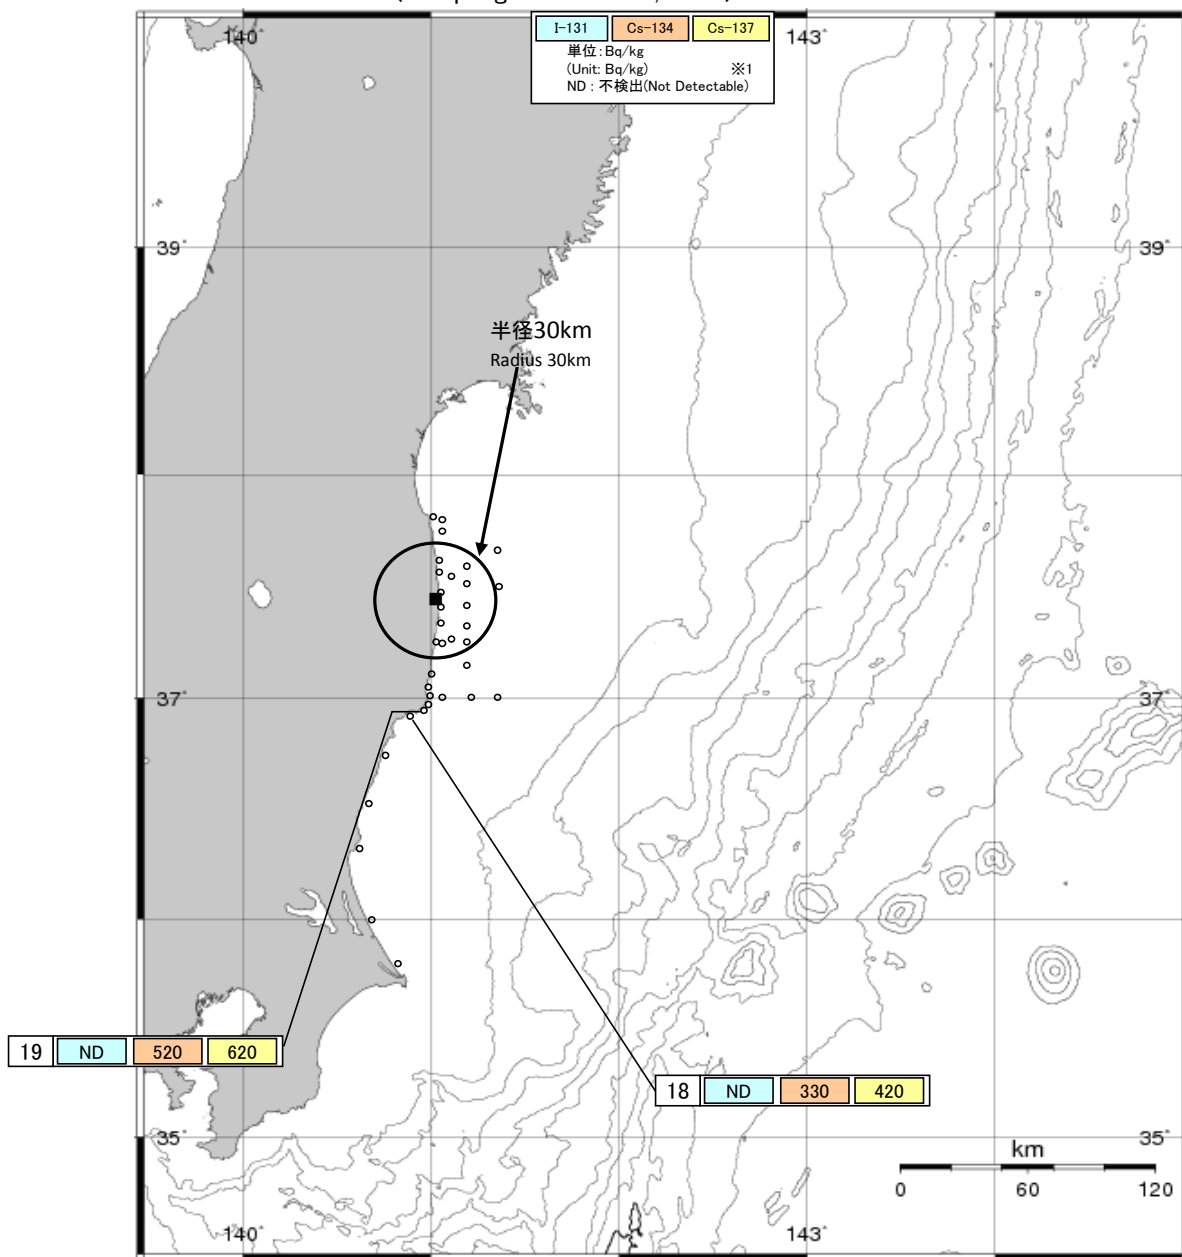 140°
143°
I-131 Cs-134 Cs-137
単位: Bq/kg
(Unit: Bq/kg) ※1
ND : 不検出(Not Detectable)
39° 39°
半径30km
Radius 30km
37° 37°
19 ND 520 620
18 ND 330 420
35° 35°
km
0 60 120
140° 143°